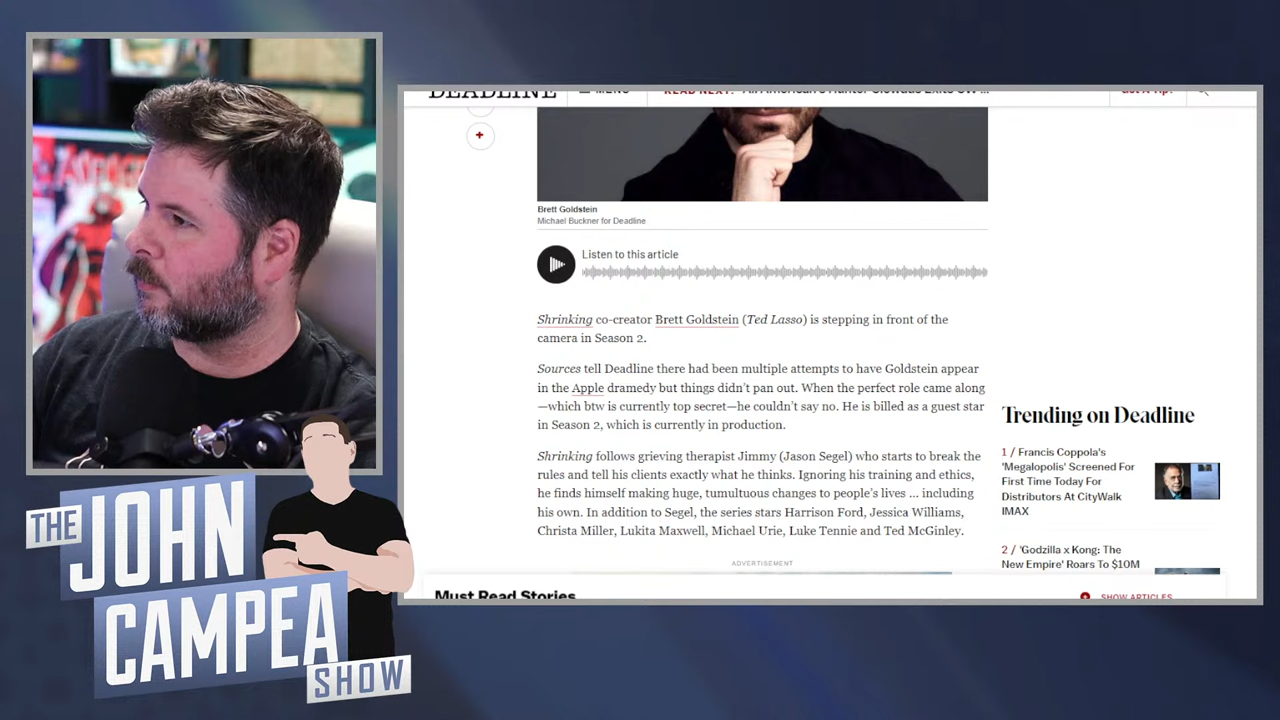 DEADLINE
MENU
READ NEXT:
Brett Goldstein
Michael Buckner for Deadline
Listen to this article
Shrinking co-creator Brett Goldstein (Ted Lasso) is stepping in front of the
camera in Season 2.
Sources tell Deadline there had been multiple attempts to have Goldstein appear
in the Apple dramedy but things didn't pan out. When the perfect role came along
—which btw is currently top secret—he couldn't say no. He is billed as a guest star
in Season 2, which is currently in production.
Shrinking follows grieving therapist Jimmy (Jason Segel) who starts to break the
rules and tell his clients exactly what he thinks. Ignoring his training and ethics,
he finds himself making huge, tumultuous changes to people's lives ... including
his own. In addition to Segel, the series stars Harrison Ford, Jessica Williams,
Christa Miller, Lukita Maxwell, Michael Urie, Luke Tennie and Ted McGinley.
ADVERTISEMENT
Must Read Stories
SHOW ARTICLES
Trending on Deadline
1 / Francis Coppola's
'Megalopolis' Screened For
First Time Today For
Distributors At CityWalk
IMAX
2 / 'Godzilla x Kong: The
New Empire' Roars To $10M
THE
JOHN
CAMPEA
SHOW